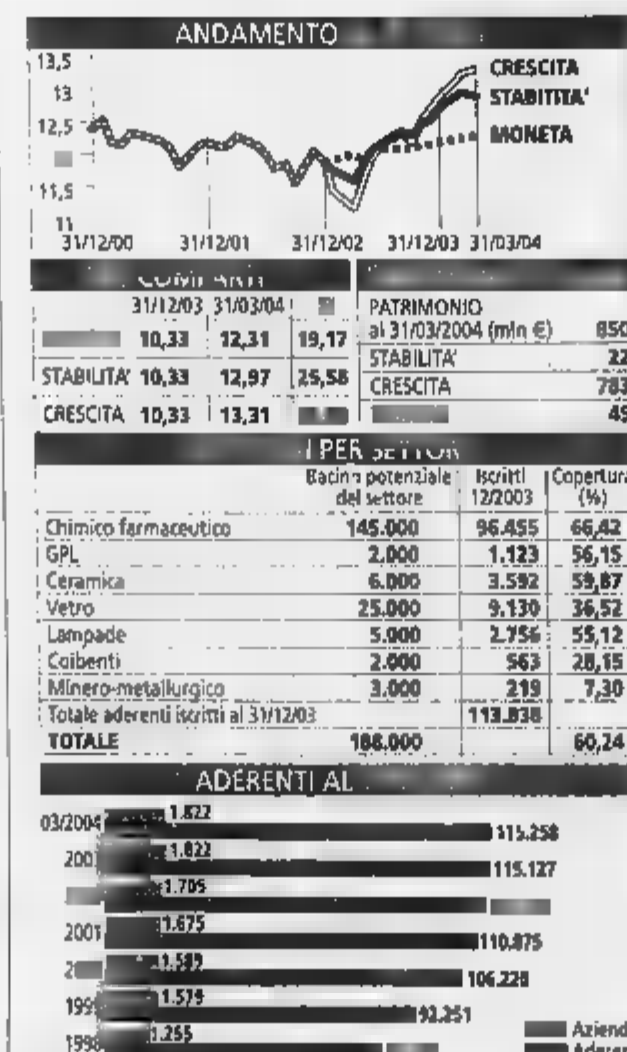 ANDAMENTO
13,5
13
12,5
11,5
11
CRESCITA
STABITITA'
MONETA
31/12/00 31/12/01 31/12/02 31/12/03 31/03/04
31/12/03 31/03/04
10,33 12,31 19,17
STABILITA' 10,33 12,97 25,56
CRESCITA 10,33 13,31
PATRIMONIO
al 31/03/2004 (mln €) 850
STABILITA' 22
CRESCITA 783
49
I PER
Bacino potenziale Iscritti Copertura
del settore 12/2003 (%)
Chimico farmaceutico 145.000 96.455 66,42
GPL 2.000 1.123 56,15
Ceramica 6.000 3.592 59,87
Vetro 25.000 9.130 36,52
Lampade 5.000 2.756 55,12
Coibenti 2.000 563 28,15
Minero-metallurgico 3.000 219 7,30
Totale aderenti iscritti al 31/12/03 113.838
TOTALE 188.000 60,24
ADERENTI AL
03/2004 1.822 115.258
1.822 115.127
1.705
2001 1.675 110.875
1.589 106.228
1999 1.579 92.251
1998 1.255
Aziend
Aderen